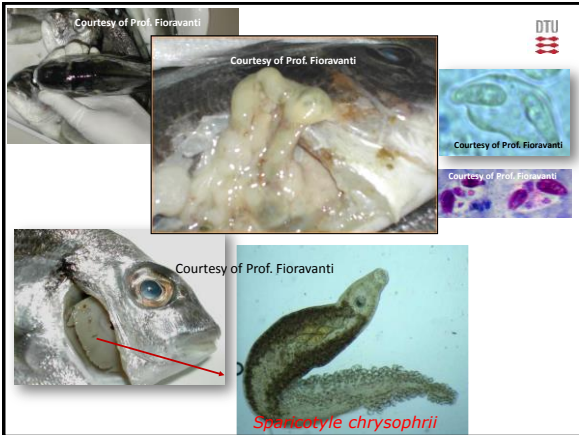 Courtesy of Prof. Fioravanti
DTU
Courtesy of Prof. Fioravanti
Courtesy of Prof. Fioravanti
Courtesy of Prof. Fioravanti
Courtesy of Prof. Fioravanti
Sparicotyle chrysophrii